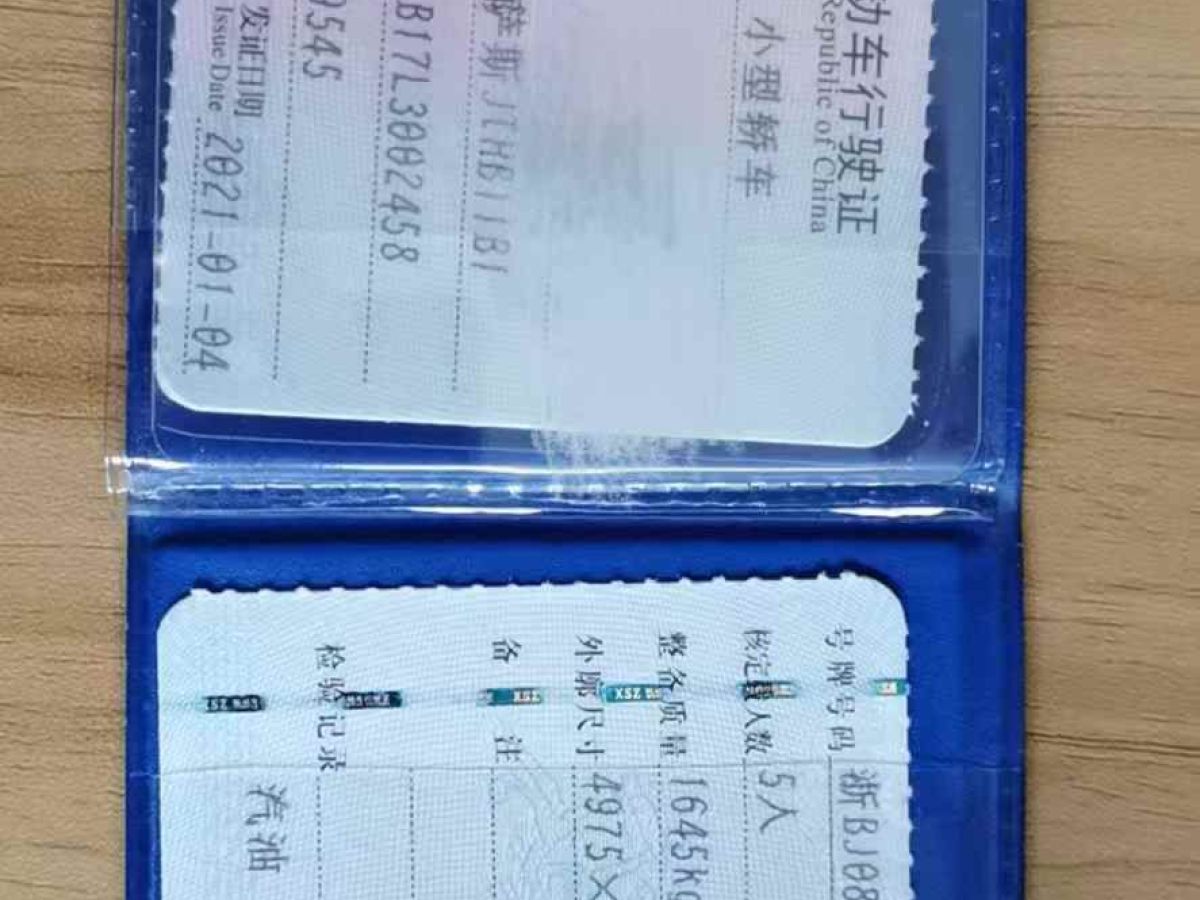 动车行驶证
Republic of China
小型轿车
萨斯JTHB11B1
B17L3002458
9545
发证日期 2021-01-04
Issue Date
号牌号码 浙BJ08
核定载人数 5人
整备质量 1645kg
外廓尺寸 4975×
备 注
检验记录
汽油